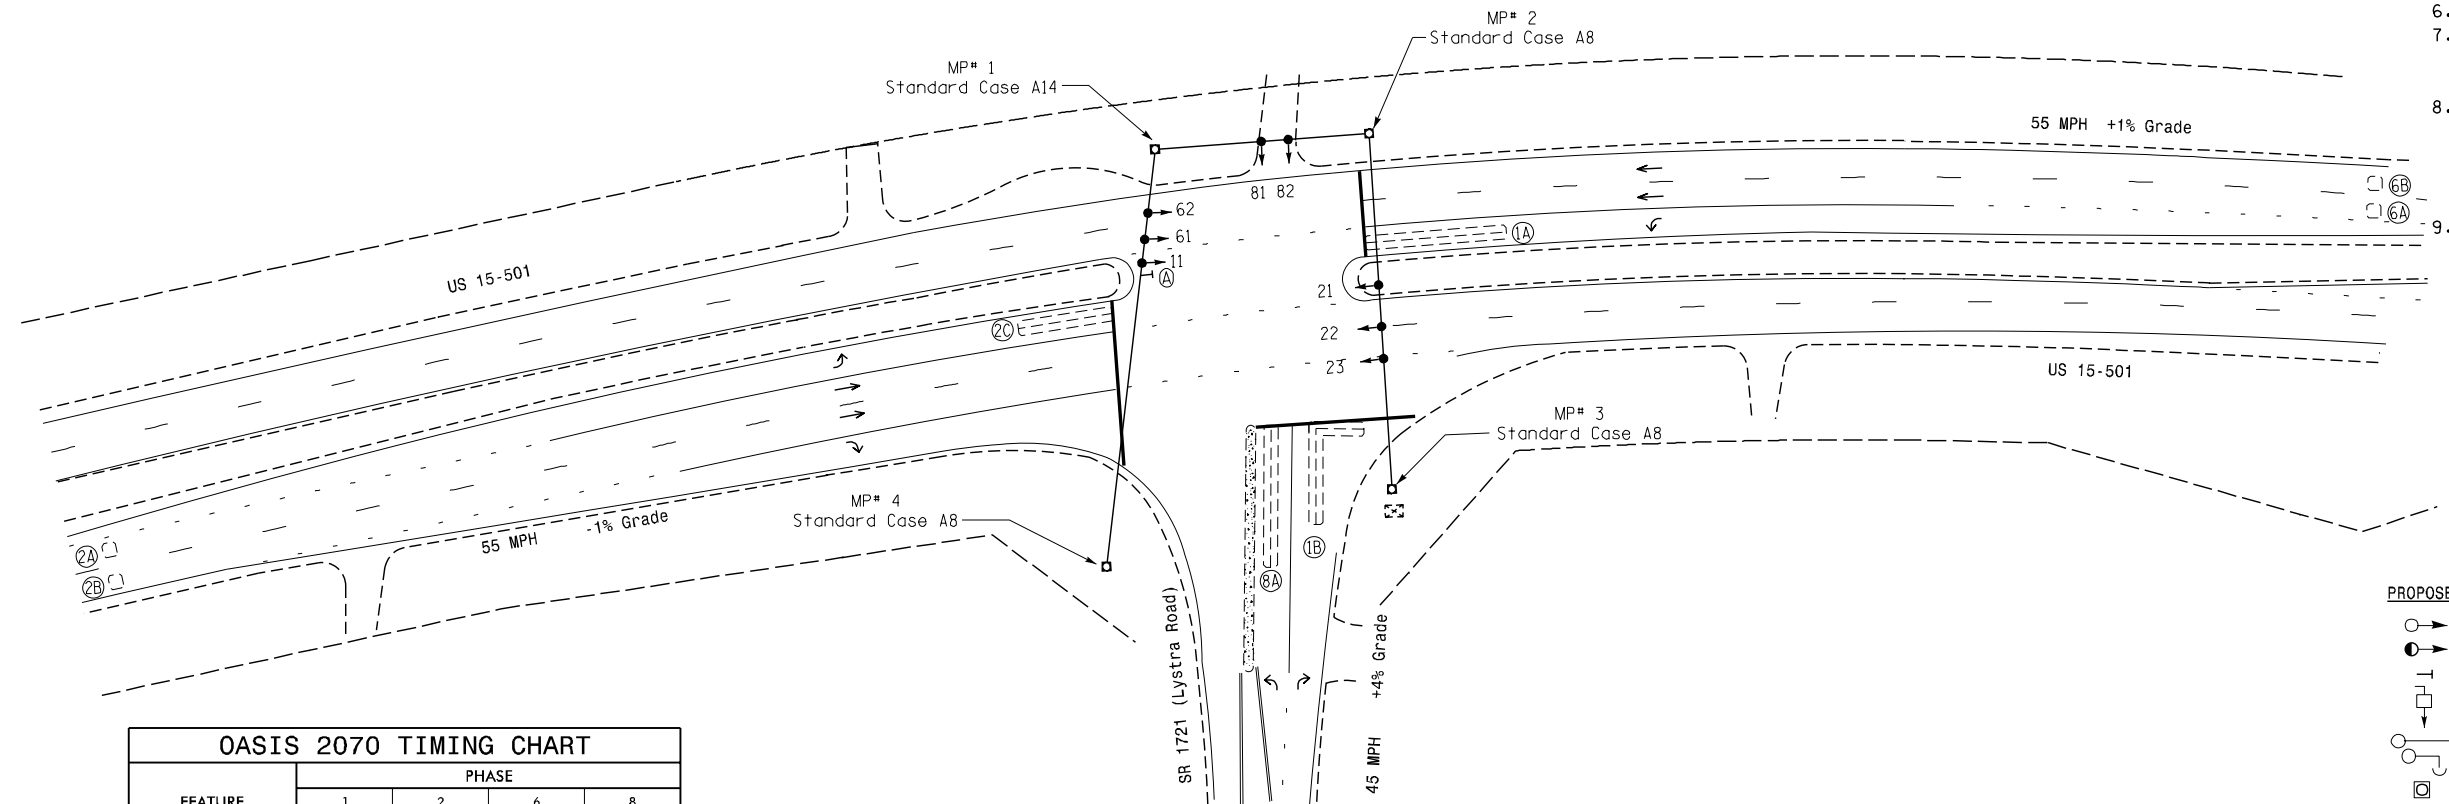 6.
7.
8.
9.
MP# 2
Standard Case A8
MP# 1
Standard Case A14
55 MPH +1% Grade
6B
6A
81 82
62
61
11
A
1A
US 15-501
21
22
23
2C
US 15-501
MP# 3
Standard Case A8
MP# 4
Standard Case A8
55 MPH -1% Grade
2A
2B
1B
8A
SR 1721 (Lystra Road)
45 MPH +4% Grade
PROPOSE
OASIS 2070 TIMING CHART
PHASE
FEATURE
1 2 6 8